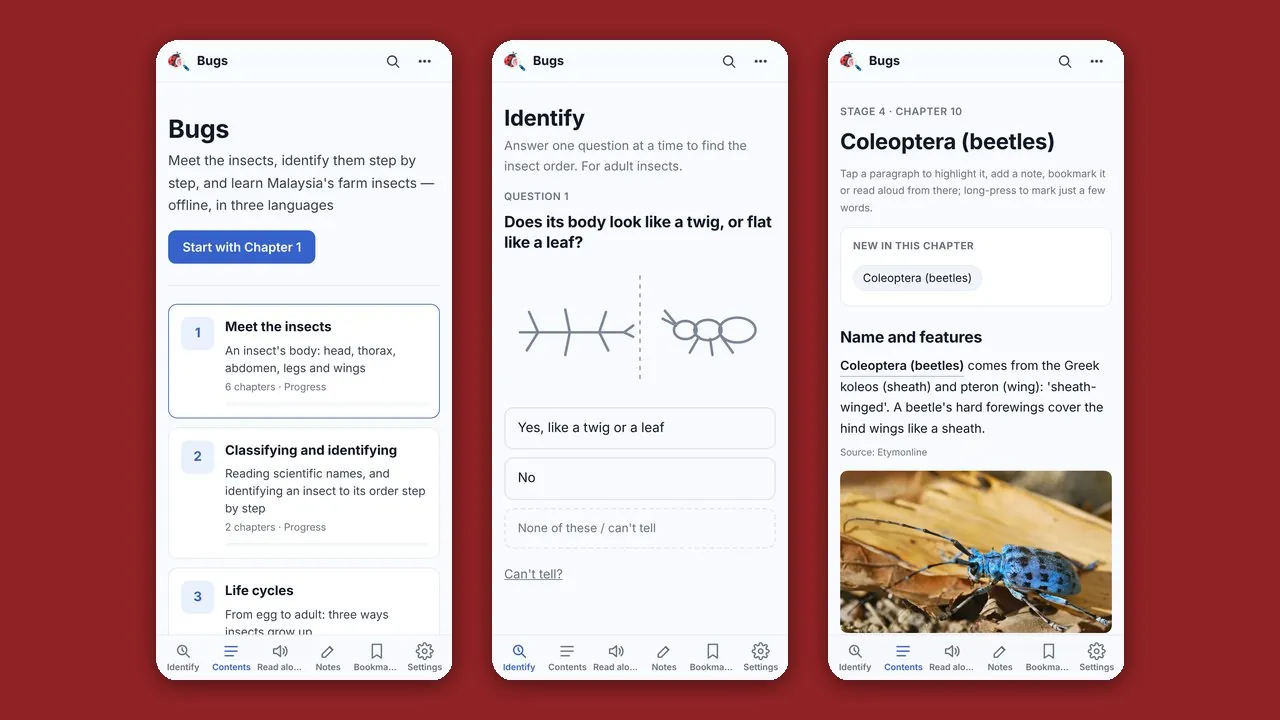 Bugs
Bugs
Meet the insects, identify them step by
step, and learn Malaysia's farm insects —
offline, in three languages
Start with Chapter 1
1
Meet the insects
An insect's body: head, thorax,
abdomen, legs and wings
6 chapters · Progress
2
Classifying and identifying
Reading scientific names, and
identifying an insect to its order step
by step
2 chapters · Progress
3
Life cycles
From egg to adult: three ways
insects grow up
Identify
Contents
Read alo...
Notes
Bookma...
Settings
Bugs
Identify
Answer one question at a time to find the
insect order. For adult insects.
QUESTION 1
Does its body look like a twig, or flat
like a leaf?
Yes, like a twig or a leaf
No
None of these / can't tell
Can't tell?
Identify
Contents
Read alo...
Notes
Bookma...
Settings
Bugs
STAGE 4 · CHAPTER 10
Coleoptera (beetles)
Tap a paragraph to highlight it, add a note, bookmark it
or read aloud from there; long-press to mark just a few
words.
NEW IN THIS CHAPTER
Coleoptera (beetles)
Name and features
Coleoptera (beetles) comes from the Greek
koleos (sheath) and pteron (wing): 'sheath-
winged'. A beetle's hard forewings cover the
hind wings like a sheath.
Source: Etymonline
Identify
Contents
Read alo...
Notes
Bookma...
Settings